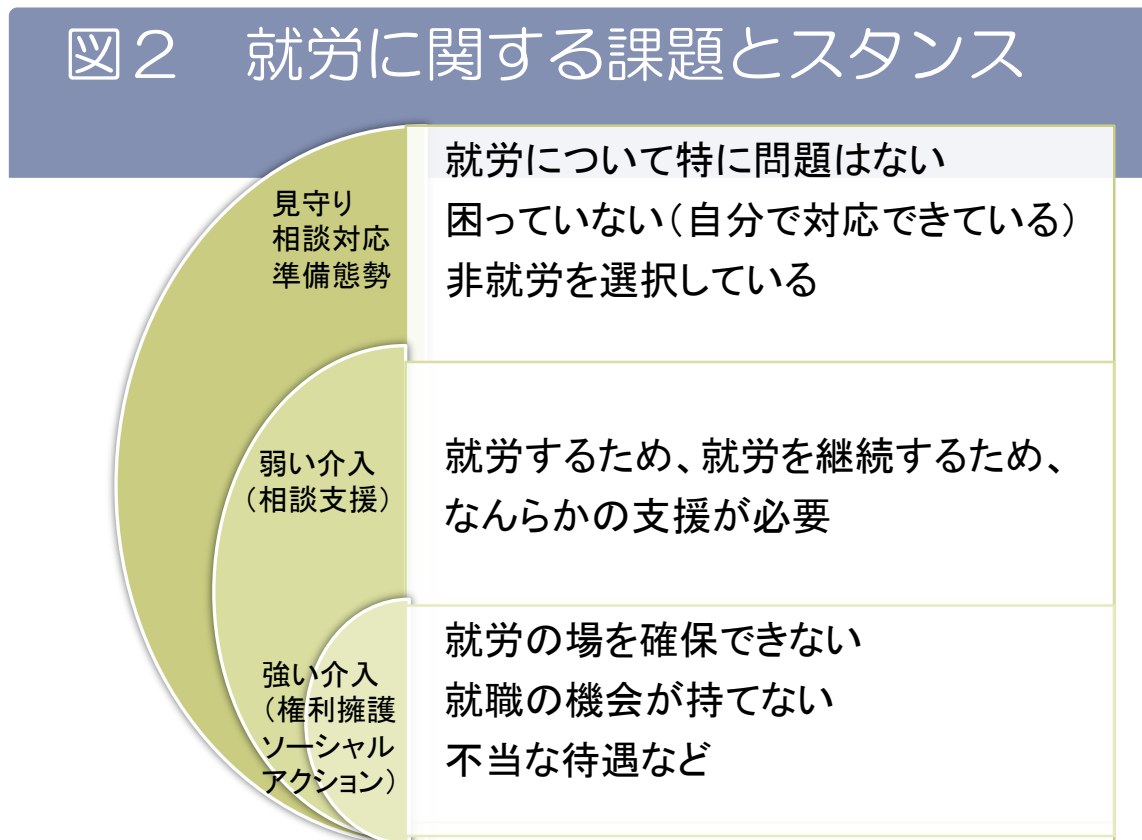 図２　就労に関する課題とスタンス
見守り
相談対応
準備態勢
就労について特に問題はない
困っていない（自分で対応できている）
非就労を選択している
弱い介入
（相談支援）
就労するため、就労を継続するため、
なんらかの支援が必要
強い介入
（権利擁護
ソーシャル
アクション）
就労の場を確保できない
就職の機会が持てない
不当な待遇など